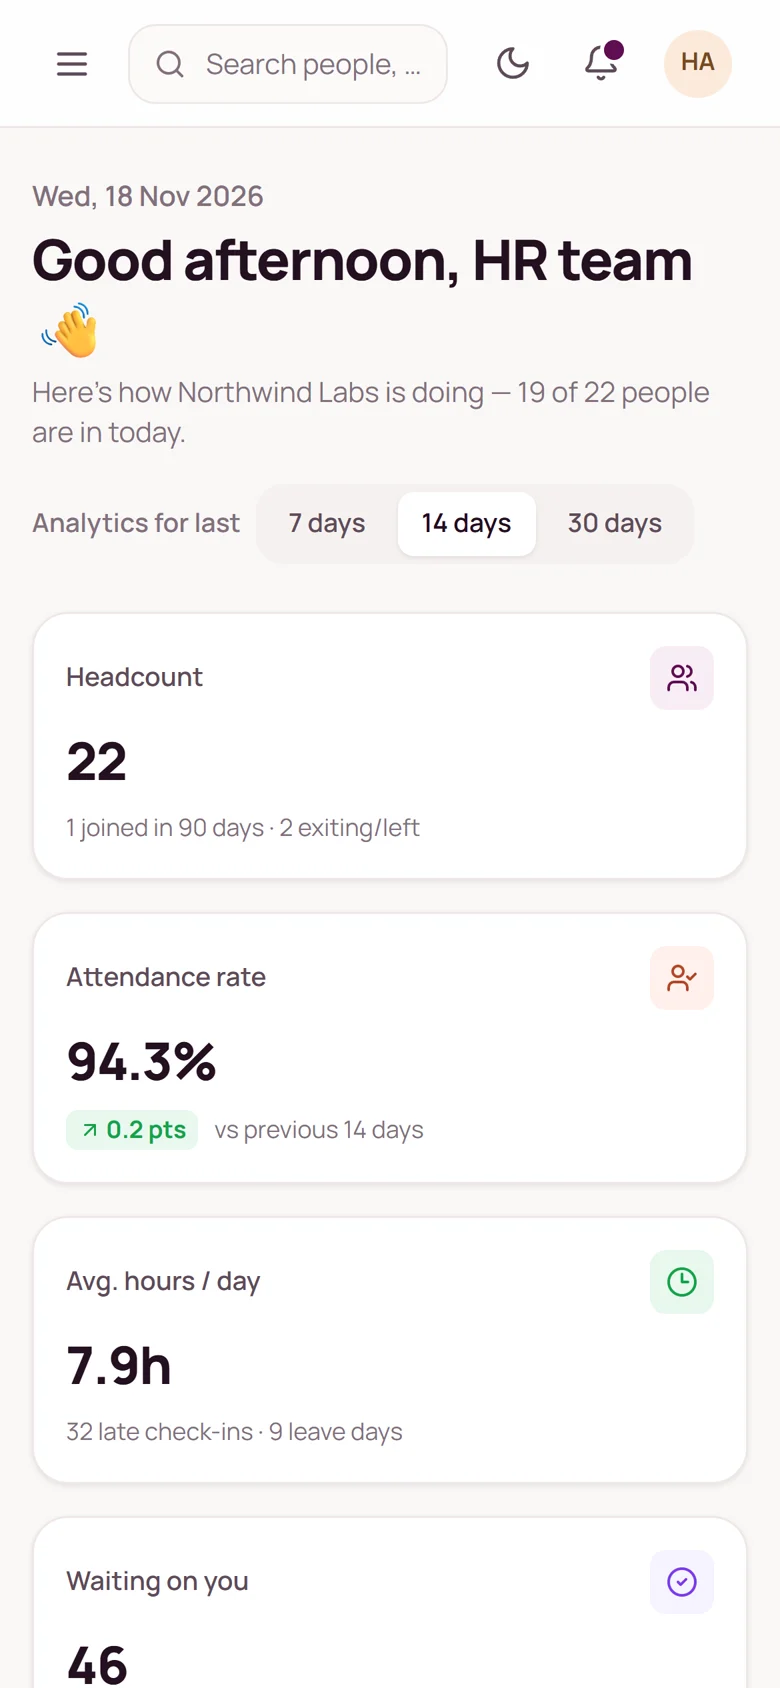 Search people, ...
HA
Wed, 18 Nov 2026
Good afternoon, HR team
👋
Here's how Northwind Labs is doing — 19 of 22 people
are in today.
Analytics for last
7 days
14 days
30 days
Headcount
22
1 joined in 90 days · 2 exiting/left
Attendance rate
94.3%
0.2 pts
vs previous 14 days
Avg. hours / day
7.9h
32 late check-ins · 9 leave days
Waiting on you
46